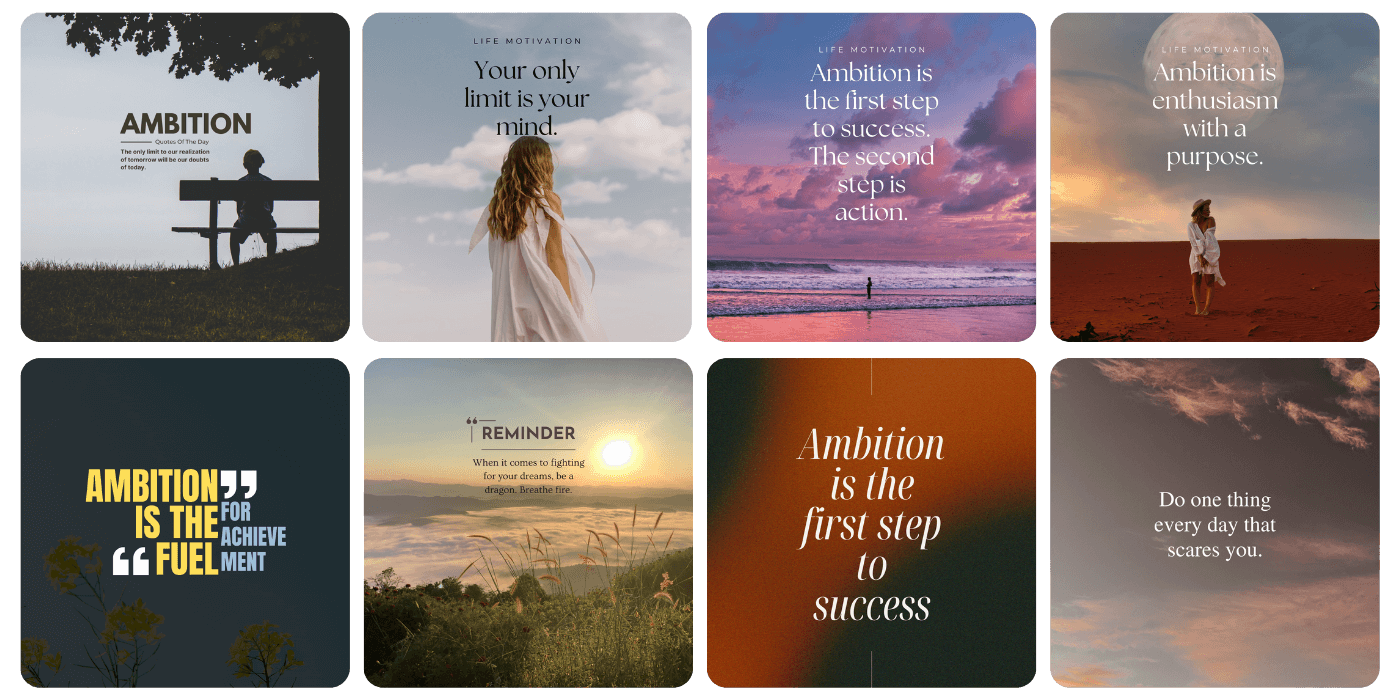 AMBITION
Quotes Of The Day
The only limit to our realization
of tomorrow will be our doubts
of today.
LIFE MOTIVATION
Your only
limit is your
mind.
LIFE MOTIVATION
Ambition is
the first step
to success.
The second
step is
action.
LIFE MOTIVATION
Ambition is
enthusiasm
with a
purpose.
AMBITION”
IS THE FOR
ACHIEVE
“FUEL MENT
“REMINDER
When it comes to fighting
for your dreams, be a
dragon. Breathe fire.
Ambition
is the
first step
to
success
Do one thing
every day that
scares you.